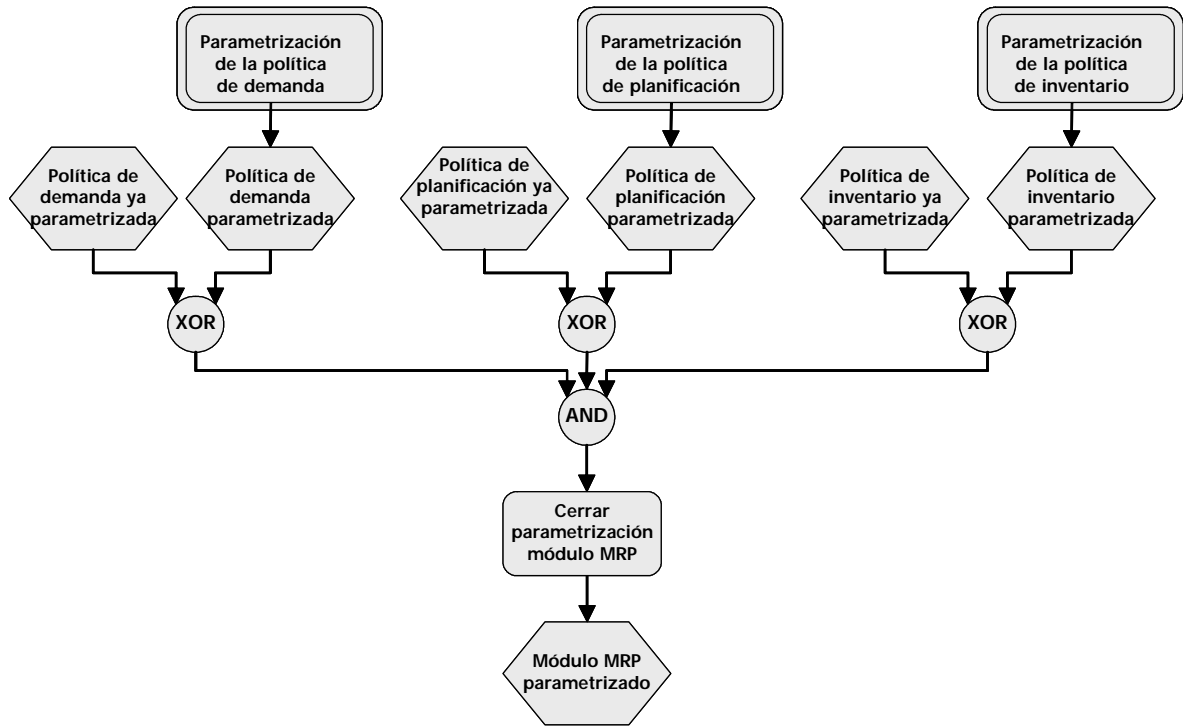 Parametrización
de la política
de demanda
Parametrización
de la política
de planificación
Parametrización
de la política
de inventario
Política de
demanda ya
parametrizada
Política de
demanda
parametrizada
Política de
planificación ya
parametrizada
Política de
planificación
parametrizada
Política de
inventario ya
parametrizada
Política de
inventario
parametrizada
XOR
XOR
XOR
AND
Cerrar
parametrización
módulo MRP
Módulo MRP
parametrizado